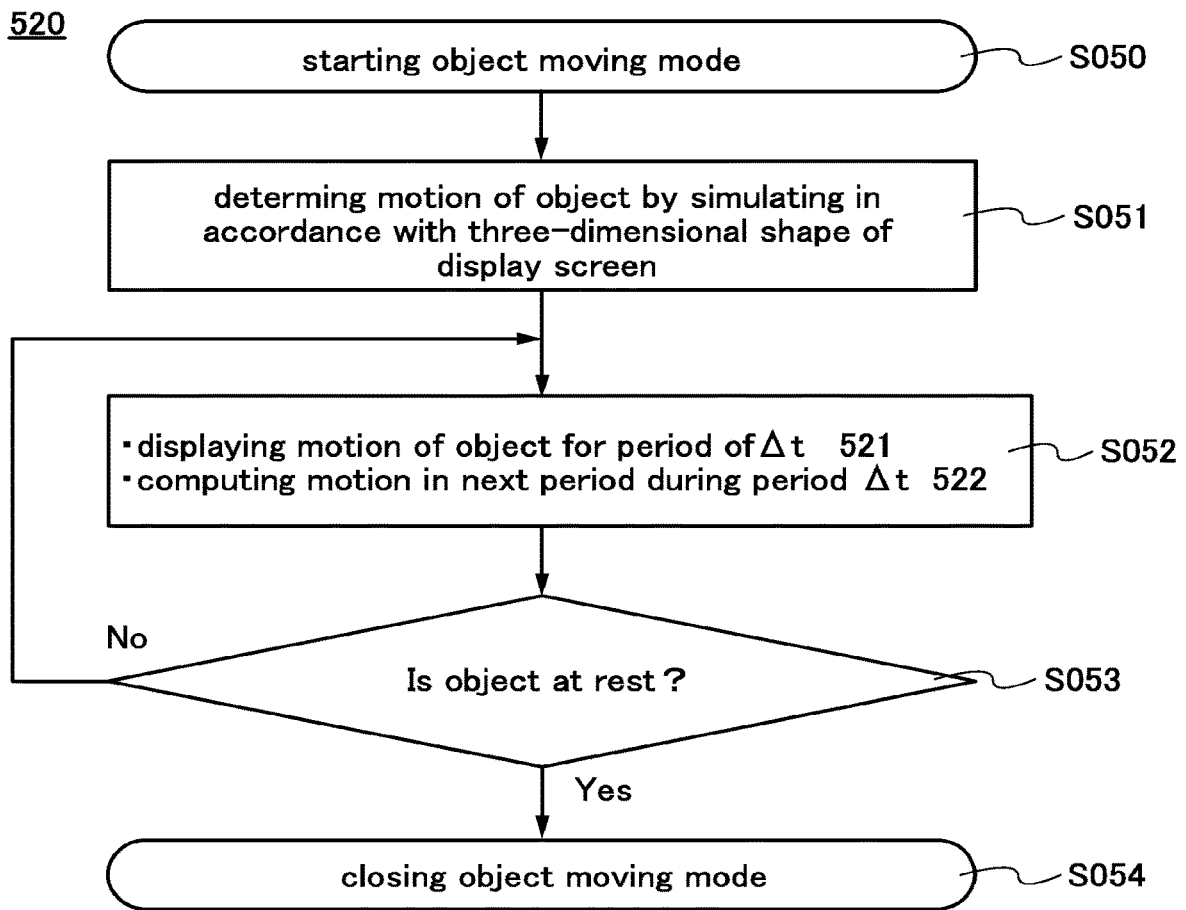 520
starting object moving mode
S050
determing motion of object by simulating in
accordance with three-dimensional shape of
display screen
S051
・displaying motion of object for period of Δt 521
・computing motion in next period during period Δt 522
S052
No
Is object at rest?
S053
Yes
closing object moving mode
S054